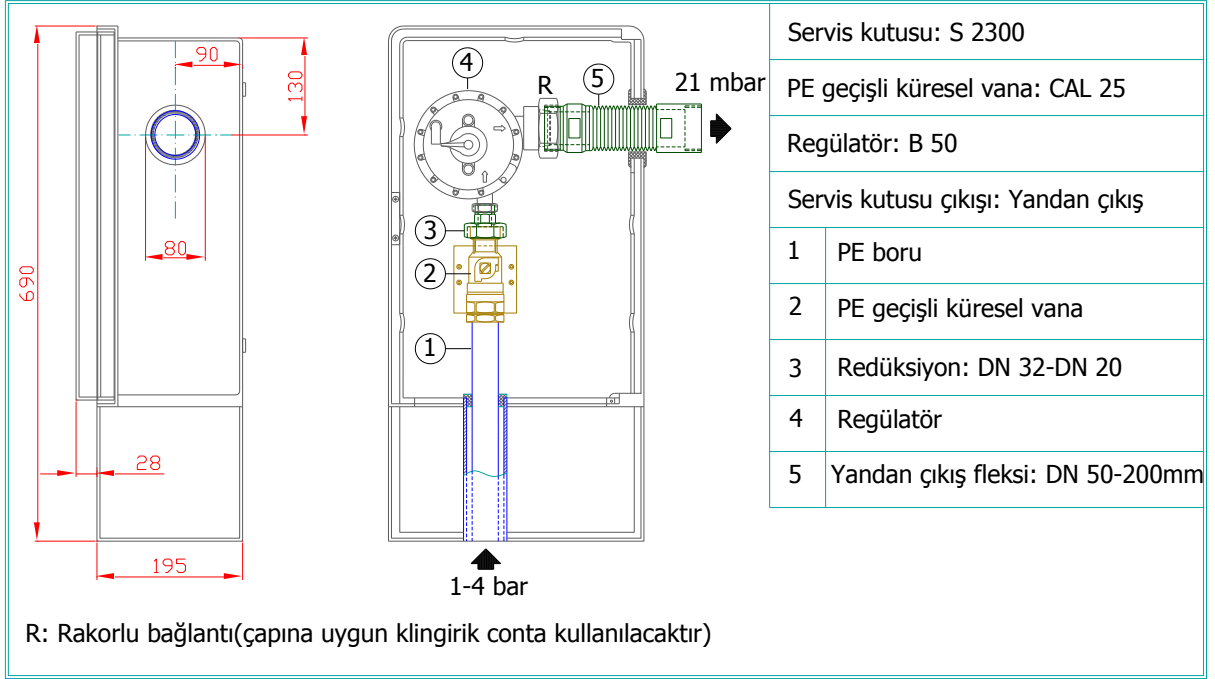 90
130
80
690
28
195
4
R
5
21 mbar
3
2
1
1-4 bar
Servis kutusu: S 2300
PE geçişli küresel vana: CAL 25
Regülatör: B 50
Servis kutusu çıkışı: Yandan çıkış
1 PE boru
2 PE geçişli küresel vana
3 Redüksiyon: DN 32-DN 20
4 Regülatör
5 Yandan çıkış fleksi: DN 50-200mm
R: Rakorlu bağlantı(çapına uygun klingirik conta kullanılacaktır)